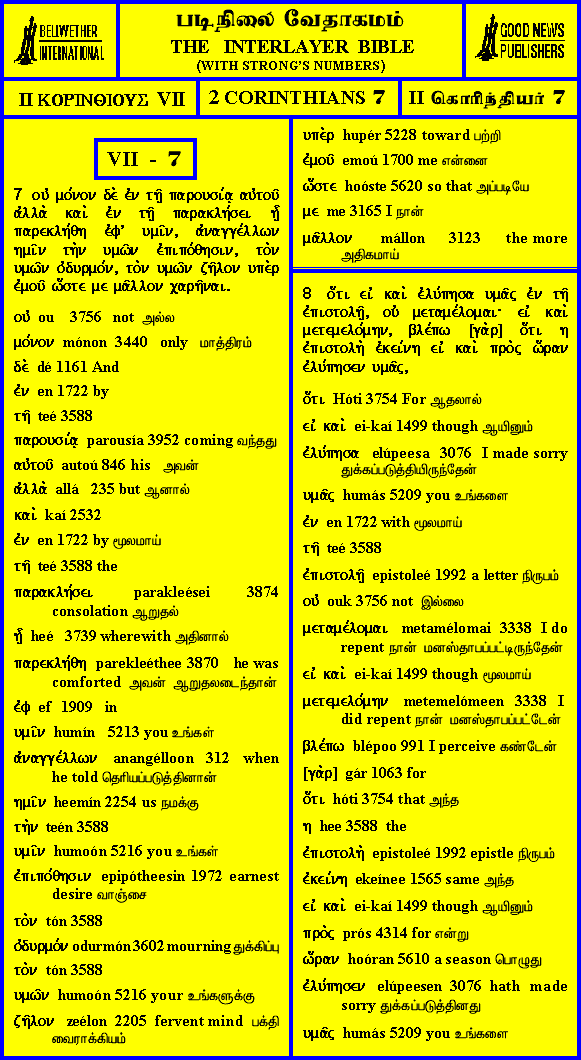 BELLWETHER
INTERNATIONAL
படிநிலை வேதாகமம்
THE INTERLAYER BIBLE
(WITH STRONG'S NUMBERS)
GOOD NEWS
PUBLISHERS
II ΚΟΡΙΝΘΙΟΥΣ VII
2 CORINTHIANS 7
II கொரிந்தியர் 7
VII - 7
7 οὐ μόνον δὲ ἐν τῇ παρουσίᾳ αὐτοῦ
ἀλλὰ καὶ ἐν τῇ παρακλήσει ᾗ
παρεκλήθη ἐφ' υμῖν, ἀναγγέλλων
ημῖν τὴν υμῶν ἐπιπόθησιν, τὸν
υμῶν ὀδυρμόν, τὸν υμῶν ζῆλον υπὲρ
ἐμοῦ ὥστε με μᾶλλον χαρῆναι.
οὐ ou 3756 not அல்ல
μόνον mónon 3440 only மாத்திரம்
δὲ dé 1161 And
ἐν en 1722 by
τῇ teé 3588
παρουσίᾳ parousía 3952 coming வந்தது
αὐτοῦ autoú 846 his அவன்
ἀλλὰ allá 235 but ஆனால்
καὶ kaí 2532
ἐν en 1722 by மூலமாய்
τῇ teé 3588 the
παρακλήσει parakleései 3874
consolation ஆறுதல்
ᾗ heé 3739 wherewith அதினால்
παρεκλήθη parekleéthee 3870 he was
comforted அவன் ஆறுதலடைந்தான்
ἐφ ef 1909 in
υμῖν humín 5213 you உங்கள்
ἀναγγέλλων anangélloon 312 when
he told தெரியப்படுத்தினான்
ημῖν heemín 2254 us நமக்கு
τὴν teén 3588
υμῖν humoón 5216 you உங்கள்
ἐπιπόθησιν epipótheesin 1972 earnest
desire வாஞ்சை
τὸν tón 3588
ὀδυρμόν odurmón 3602 mourning துக்கிப்பு
τὸν tón 3588
υμῶν humoón 5216 your உங்களுக்கு
ζῆλον zeélon 2205 fervent mind பக்தி
வைராக்கியம்
υπὲρ hupér 5228 toward பற்றி
ἐμοῦ emoú 1700 me என்னை
ὥστε hoóste 5620 so that அப்படியே
με me 3165 I நான்
μᾶλλον mállon 3123 the more
அதிகமாய்
8 ὅτι εἰ καὶ ἐλύπησα υμᾶς ἐν τῇ
ἐπιστολῇ, οὐ μεταμέλομαι· εἰ καὶ
μετεμελόμην, βλέπω [γὰρ] ὅτι η
ἐπιστολὴ ἐκείνη εἰ καὶ πρὸς ὥραν
ἐλύπησεν υμᾶς,
ὅτι Hóti 3754 For ஆதலால்
εἰ καὶ ei-kaí 1499 though ஆயினும்
ἐλύπησα elúpeesa 3076 I made sorry
துக்கப்படுத்தியிருந்தேன்
υμᾶς humás 5209 you உங்களை
ἐν en 1722 with மூலமாய்
τῇ teé 3588
ἐπιστολῇ epistoleé 1992 a letter நிருபம்
οὐ ouk 3756 not இல்லை
μεταμέλομαι metamélomai 3338 I do
repent நான் மனஸ்தாபப்பட்டிருந்தேன்
εἰ καὶ ei-kaí 1499 though மூலமாய்
μετεμελόμην metemelómeen 3338 I
did repent நான் மனஸ்தாபப்பட்டேன்
βλέπω blépoo 991 I perceive கண்டேன்
[γὰρ] gár 1063 for
ὅτι hóti 3754 that அந்த
η hee 3588 the
ἐπιστολὴ epistoleé 1992 epistle நிருபம்
ἐκείνη ekeínee 1565 same அந்த
εἰ καὶ ei-kaí 1499 though ஆயினும்
πρὸς prós 4314 for என்று
ὥραν hoóran 5610 a season பொழுது
ἐλύπησεν elúpeesen 3076 hath made
sorry துக்கப்படுத்தினது
υμᾶς humás 5209 you உங்களை